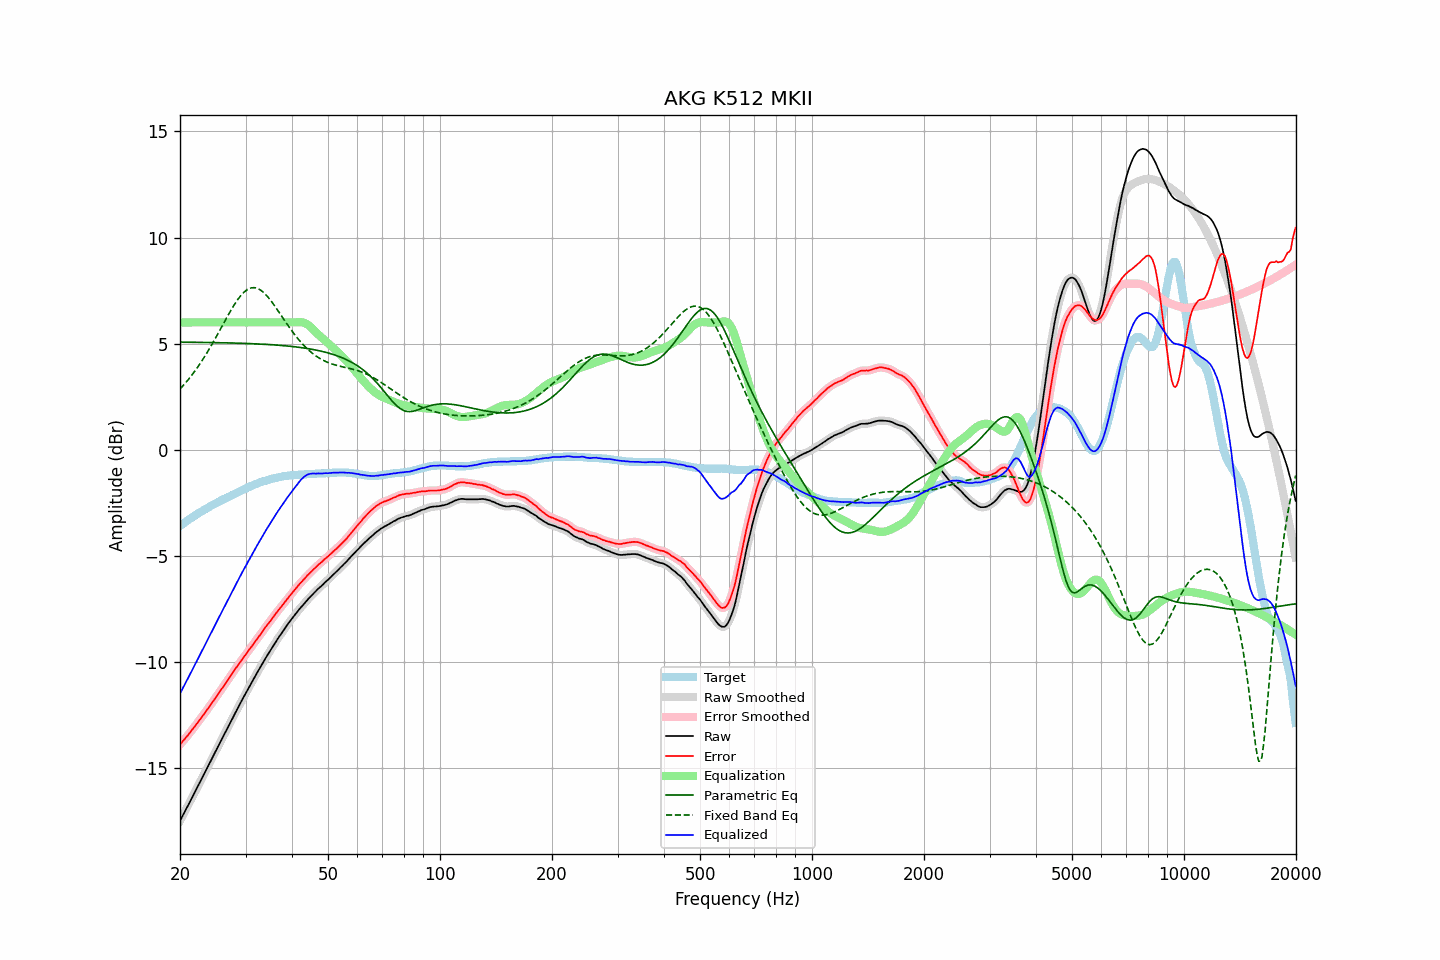 AKG K512 MKII
Amplitude (dBr)
15
10
5
0
−5
−10
−15
Target
Raw Smoothed
Error Smoothed
Raw
Error
Equalization
Parametric Eq
Fixed Band Eq
Equalized
20 50 100 200 500 1000 2000 5000 10000 20000
Frequency (Hz)